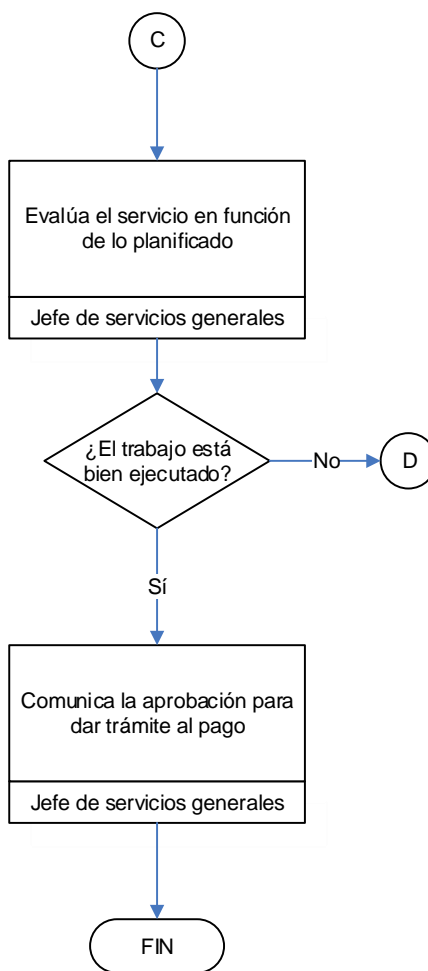 C
Evalúa el servicio en función
de lo planificado
Jefe de servicios generales
¿El trabajo está
bien ejecutado?
No
D
Sí
Comunica la aprobación para
dar trámite al pago
Jefe de servicios generales
FIN